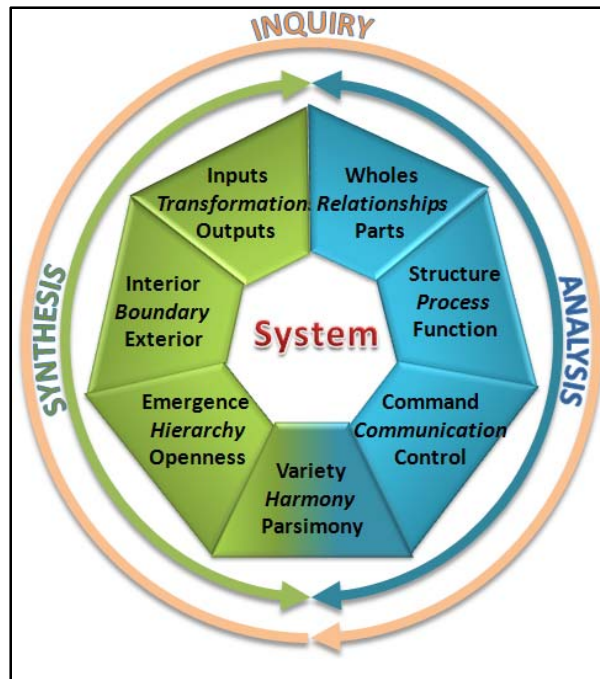 INQUIRY
SYNTHESIS
ANALYSIS
System
Inputs
Transformations
Outputs
Wholes
Relationships
Parts
Interior
Boundary
Exterior
Structure
Process
Function
Emergence
Hierarchy
Openness
Command
Communication
Control
Variety
Harmony
Parsimony